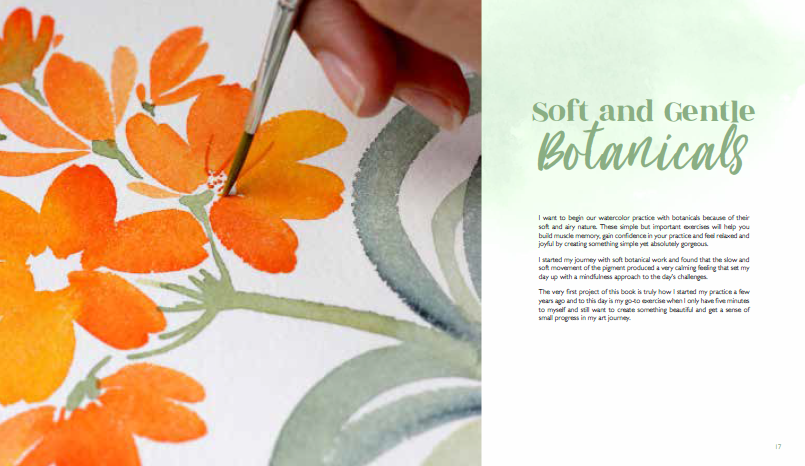 Soft and Gentle
Botanicals
I want to begin our watercolor practice with botanicals because of their
soft and airy nature. These simple but important exercises will help you
build muscle memory, gain confidence in your practice and feel relaxed and
joyful by creating something simple yet absolutely gorgeous.
I started my journey with soft botanical work and found that the slow and
soft movement of the pigment produced a very calming feeling that set my
day up with a mindfulness approach to the day's challenges.
The very first project of this book is truly how I started my practice a few
years ago and to this day is my go-to exercise when I only have five minutes
to myself and still want to create something beautiful and get a sense of
small progress in my art journey.
17